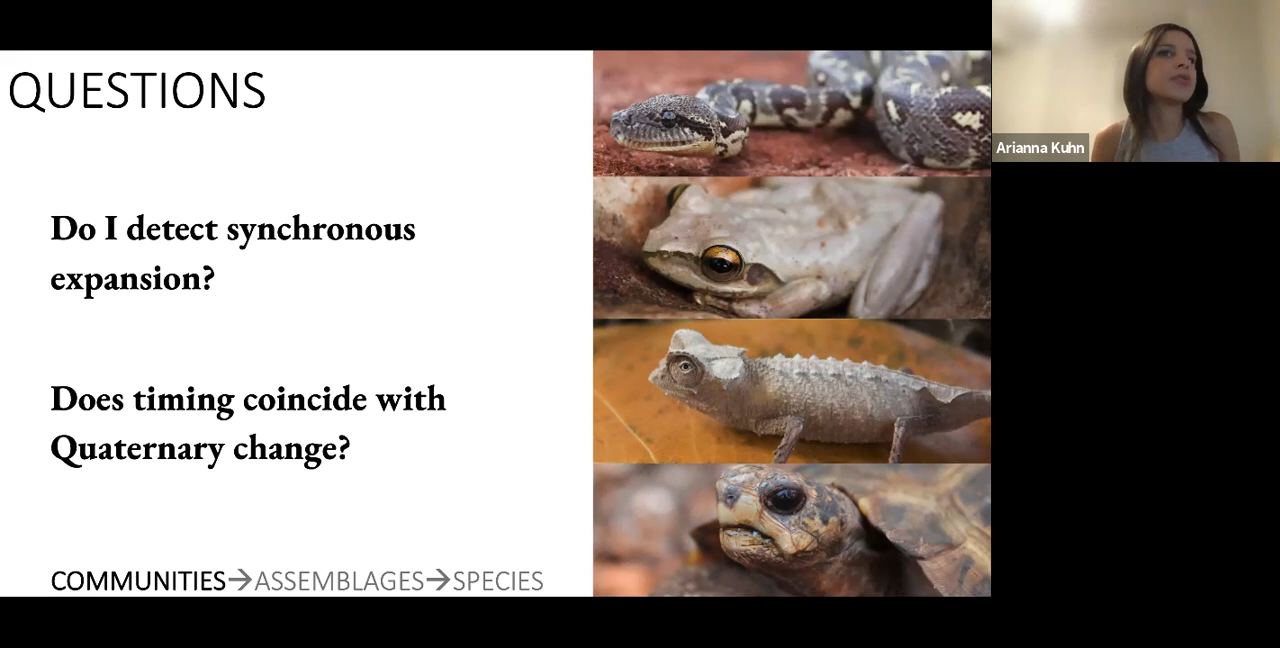 QUESTIONS
Do I detect synchronous
expansion?
Does timing coincide with
Quaternary change?
COMMUNITIES→ASSEMBLAGES→SPECIES
Arianna Kuhn